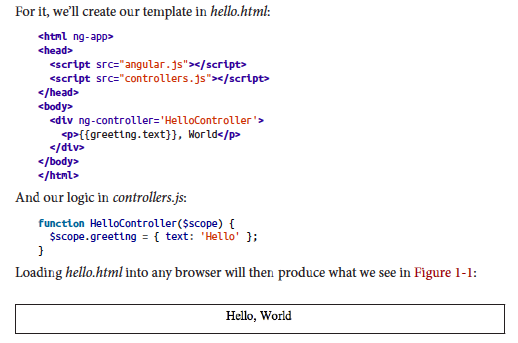 For it, we'll create our template in hello.html:
<html ng-app>
<head>
<script src="angular.js"></script>
<script src="controllers.js"></script>
</head>
<body>
<div ng-controller='HelloController'>
<p>{{greeting.text}}, World</p>
</div>
</body>
</html>
And our logic in controllers.js:
function HelloController($scope) {
$scope.greeting = { text: 'Hello' };
}
Loading hello.html into any browser will then produce what we see in Figure 1-1:
Hello, World